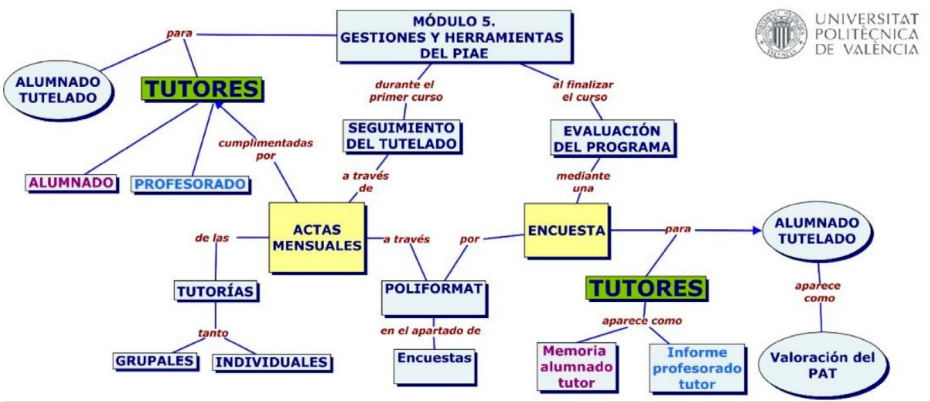 MÓDULO 5.
GESTIONES Y HERRAMIENTAS
DEL PIAE
UNIVERSITAT
POLITÈCNICA
DE VALÈNCIA
para
ALUMNADO
TUTELADO
TUTORES
durante el
primer curso
al finalizar
el curso
SEGUIMIENTO
DEL TUTELADO
EVALUACIÓN
DEL PROGRAMA
cumplimentadas
por
ALUMNADO
PROFESORADO
a través
de
mediante
una
ACTAS
MENSUALES
ENCUESTA
ALUMNADO
TUTELADO
de las
a través
por
para
TUTORÍAS
POLIFORMAT
TUTORES
aparece
como
tanto
en el apartado de
aparece como
GRUPALES
INDIVIDUALES
Encuestas
Memoria
alumnado
tutor
Informe
profesorado
tutor
Valoración del
PAT